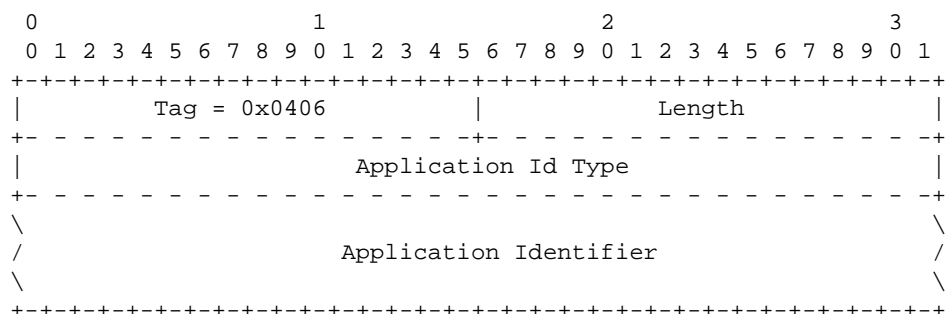 0                   1                   2                   3
 0 1 2 3 4 5 6 7 8 9 0 1 2 3 4 5 6 7 8 9 0 1 2 3 4 5 6 7 8 9 0 1
+-+-+-+-+-+-+-+-+-+-+-+-+-+-+-+-+-+-+-+-+-+-+-+-+-+-+-+-+-+-+-+-+
|         Tag = 0x0406          |            Length             |
+- - - - - - - - - - - - - - - -+- - - - - - - - - - - - - - - -+
|                       Application Id Type                     |
+- - - - - - - - - - - - - - - - - - - - - - - - - - - - - - - -+
\                                                               \
/                      Application Identifier                   /
\                                                               \
+-+-+-+-+-+-+-+-+-+-+-+-+-+-+-+-+-+-+-+-+-+-+-+-+-+-+-+-+-+-+-+-+